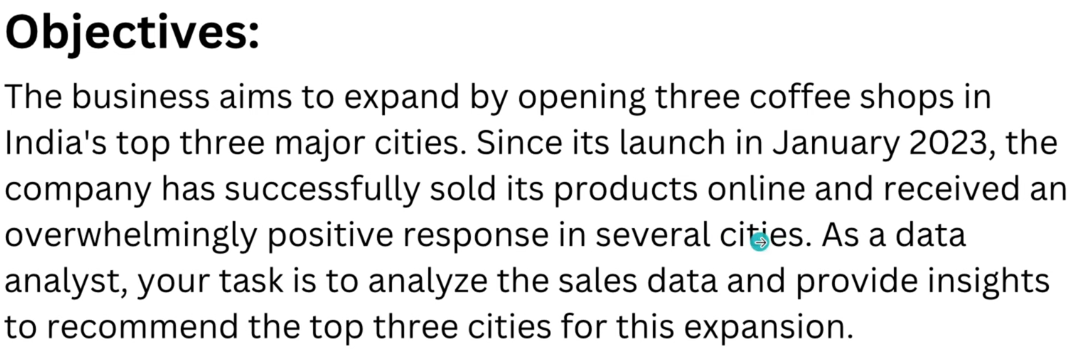 Objectives:
The business aims to expand by opening three coffee shops in
India's top three major cities. Since its launch in January 2023, the
company has successfully sold its products online and received an
overwhelmingly positive response in several cities. As a data
analyst, your task is to analyze the sales data and provide insights
to recommend the top three cities for this expansion.